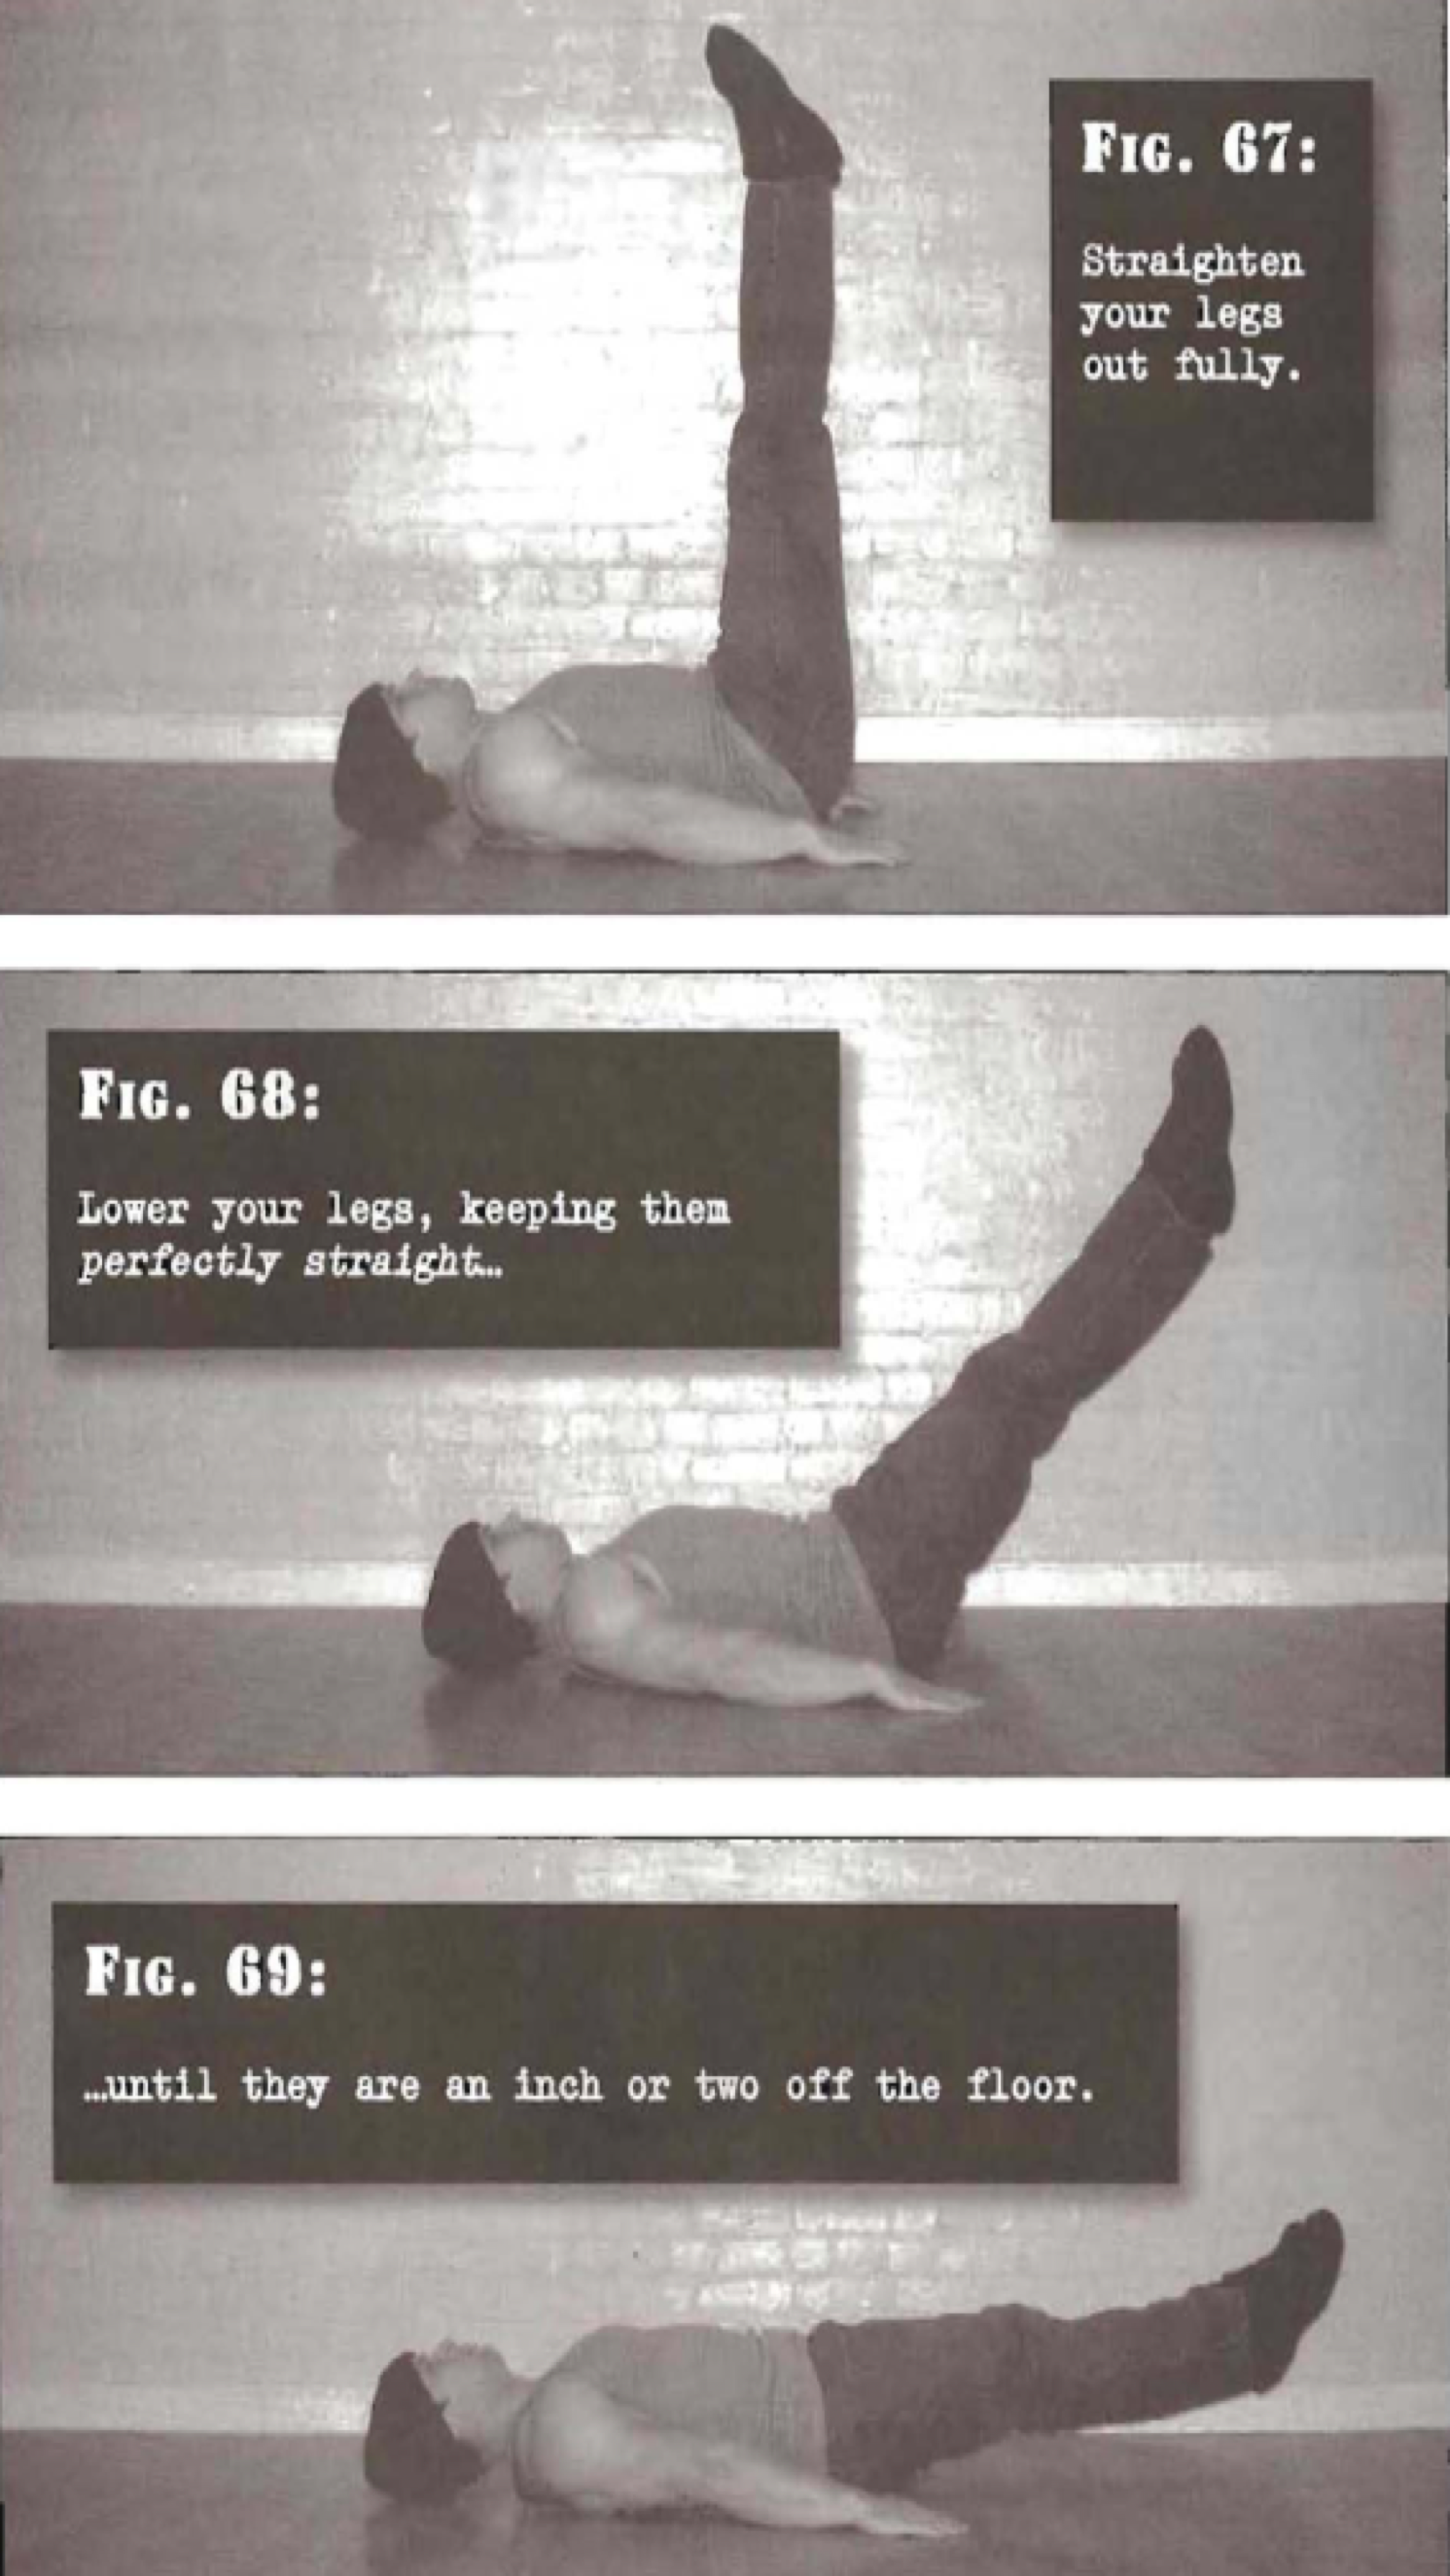 FIG. 67:
Straighten
your legs
out fully.
FIG. 68:
Lower your legs, keeping them
perfectly straight…
FIG. 69:
…until they are an inch or two off the floor.